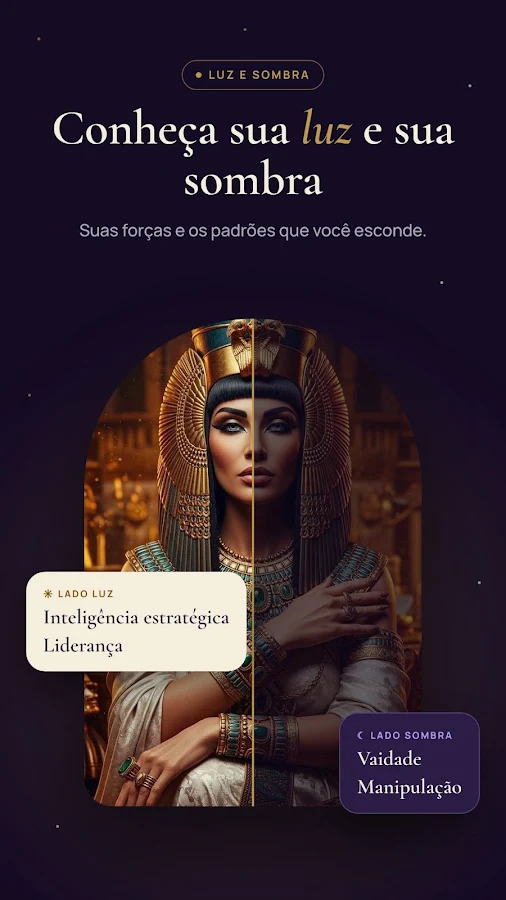 LUZ E SOMBRA
Conheça sua luz e sua
sombra
Suas forças e os padrões que você esconde.
LADO LUZ
Inteligência estratégica
Liderança
LADO SOMBRA
Vaidade
Manipulação